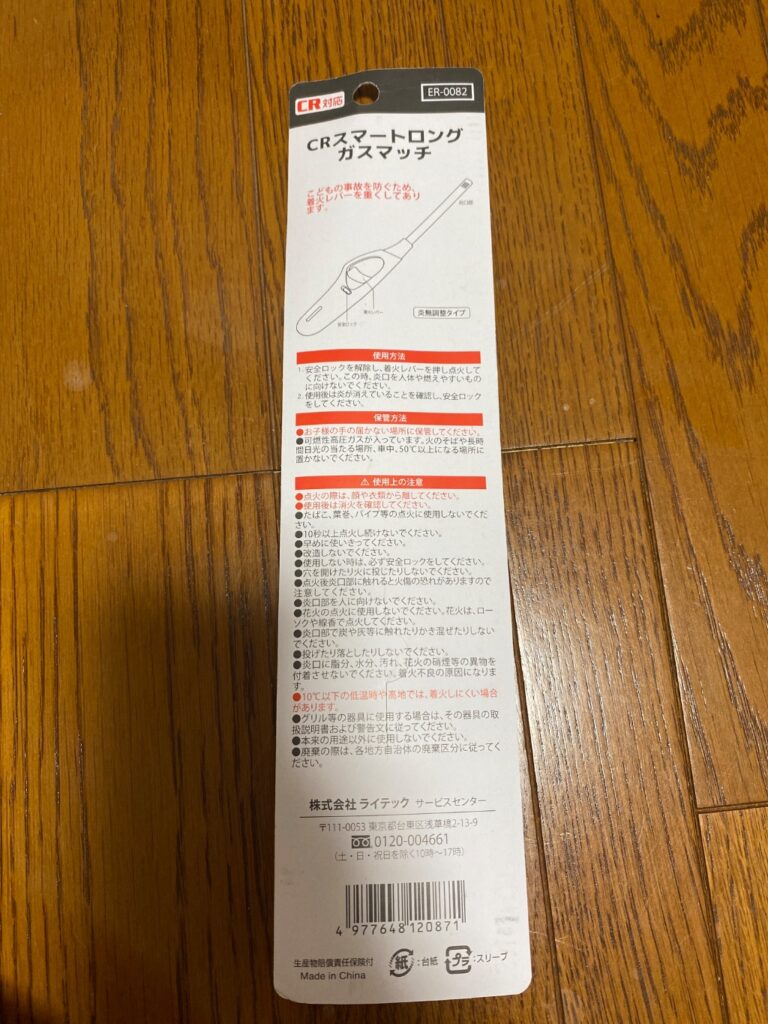 CR対応
ER-0082
CRスマートロング
ガスマッチ
こどもの事故を防ぐため、
着火レバーを重くしてあり
ます。
炎口部
着火レバー
安全ロック
炎無調整タイプ
使用方法
1.安全ロックを解除し、着火レバーを押し点火して
ください。この時、炎口を人体や燃えやすいもの
に向けないでください。
2.使用後は炎が消えていることを確認し、安全ロック
をしてください。
保管方法
●お子様の手の届かない場所に保管してください。
●可燃性高圧ガスが入っています。火のそばや長時
間日光の当たる場所、車中、50℃以上になる場所に
置かないでください。
⚠ 使用上の注意
●点火の際は、顔や衣類から離してください。
●使用後は消火を確認してください。
●たばこ、葉巻、パイプ等の点火に使用しないでくだ
さい。
●10秒以上点火し続けないでください。
●早めに使いきってください。
●改造しないでください。
●使用しない時は、必ず安全ロックをしてください。
●穴を開けたり火に投じたりしないでください。
●点火後炎口部に触れると火傷の恐れがありますので
注意してください。
●炎口部を人に向けないでください。
●花火の点火に使用しないでください。花火は、ロー
ソクや線香で点火してください。
●炎口部で炭や灰等に触れたりかき混ぜたりしない
でください。
●投げたり落としたりしないでください。
●炎口に脂分、水分、汚れ、花火の硝煙等の異物を
付着させないでください。着火不良の原因になりま
す。
●10℃以下の低温時や高地では、着火しにくい場合
があります。
●グリル等の器具に使用する場合は、その器具の取
扱説明書および警告文に従ってください。
●本来の用途以外に使用しないでください。
●廃棄の際は、各地方自治体の廃棄区分に従ってく
ださい。
株式会社 ライテック サービスセンター
〒111-0053 東京都台東区浅草橋2-13-9
0120-004661
(土・日・祝日を除く10時〜17時)
4 977648 120871
生産物賠償責任保険付
Made in China
紙:台紙
プラ:スリーブ